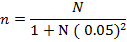 n = N / 1 + N ( 0.05)²